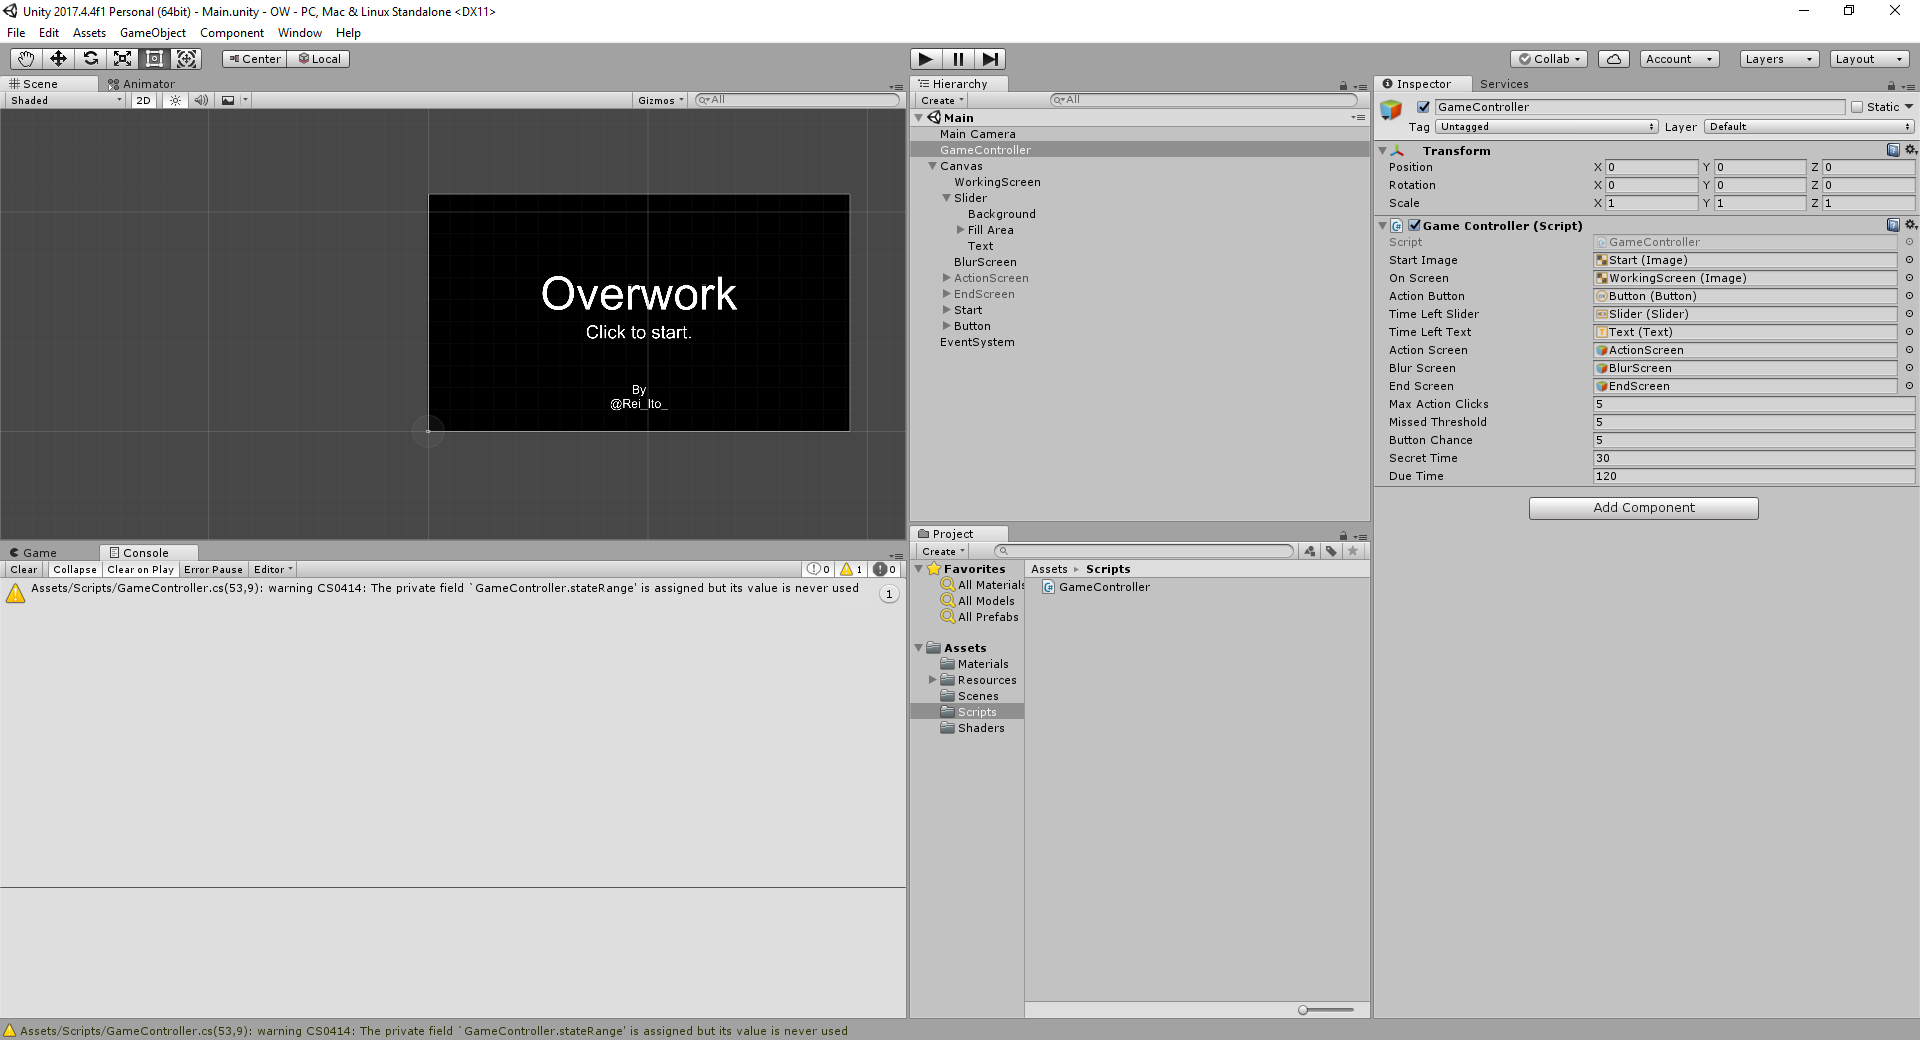 Unity 2017.4.4f1 Personal (64bit) - Main.unity - OW - PC, Mac & Linux Standalone <DX11>
File Edit Assets GameObject Component Window Help
Center Local
Collab Account Layers Layout
Scene Animator
Shaded 2D Gizmos All
Overwork
Click to start.
By
@Rei_Ito_
Game Console
Clear Collapse Clear on Play Error Pause Editor 0 1 0
Assets/Scripts/GameController.cs(53,9): warning CS0414: The private field `GameController.stateRange' is assigned but its value is never used 1
Hierarchy
Create All
Main
Main Camera
GameController
Canvas
WorkingScreen
Slider
Background
Fill Area
Text
BlurScreen
ActionScreen
EndScreen
Start
Button
EventSystem
Project
Create
Favorites
All Materials
All Models
All Prefabs
Assets
Materials
Resources
Scenes
Scripts
Shaders
Assets Scripts
GameController
Inspector Services
GameController Static
Tag Untagged Layer Default
Transform
Position X 0 Y 0 Z 0
Rotation X 0 Y 0 Z 0
Scale X 1 Y 1 Z 1
Game Controller (Script)
Script GameController
Start Image Start (Image)
On Screen WorkingScreen (Image)
Action Button Button (Button)
Time Left Slider Slider (Slider)
Time Left Text Text (Text)
Action Screen ActionScreen
Blur Screen BlurScreen
End Screen EndScreen
Max Action Clicks 5
Missed Threshold 5
Button Chance 5
Secret Time 30
Due Time 120
Add Component
Assets/Scripts/GameController.cs(53,9): warning CS0414: The private field `GameController.stateRange' is assigned but its value is never used